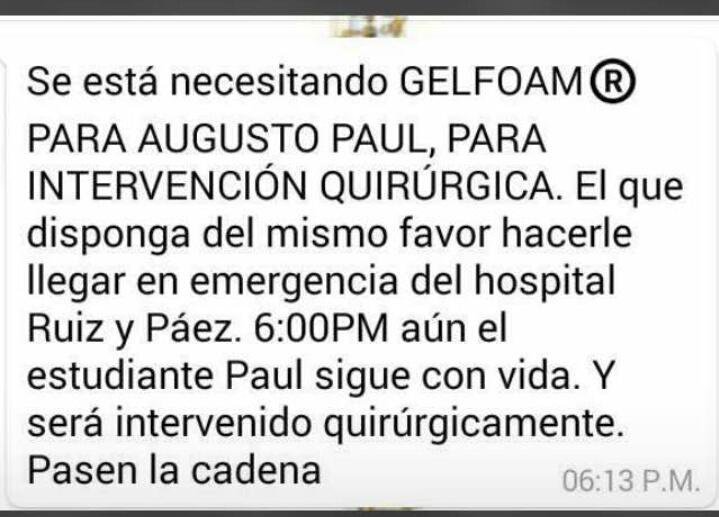 Se está necesitando GELFOAM®
PARA AUGUSTO PAUL, PARA
INTERVENCIÓN QUIRÚRGICA. El que
disponga del mismo favor hacerle
llegar en emergencia del hospital
Ruiz y Páez. 6:00PM aún el
estudiante Paul sigue con vida. Y
será intervenido quirúrgicamente.
Pasen la cadena
06:13 P.M.